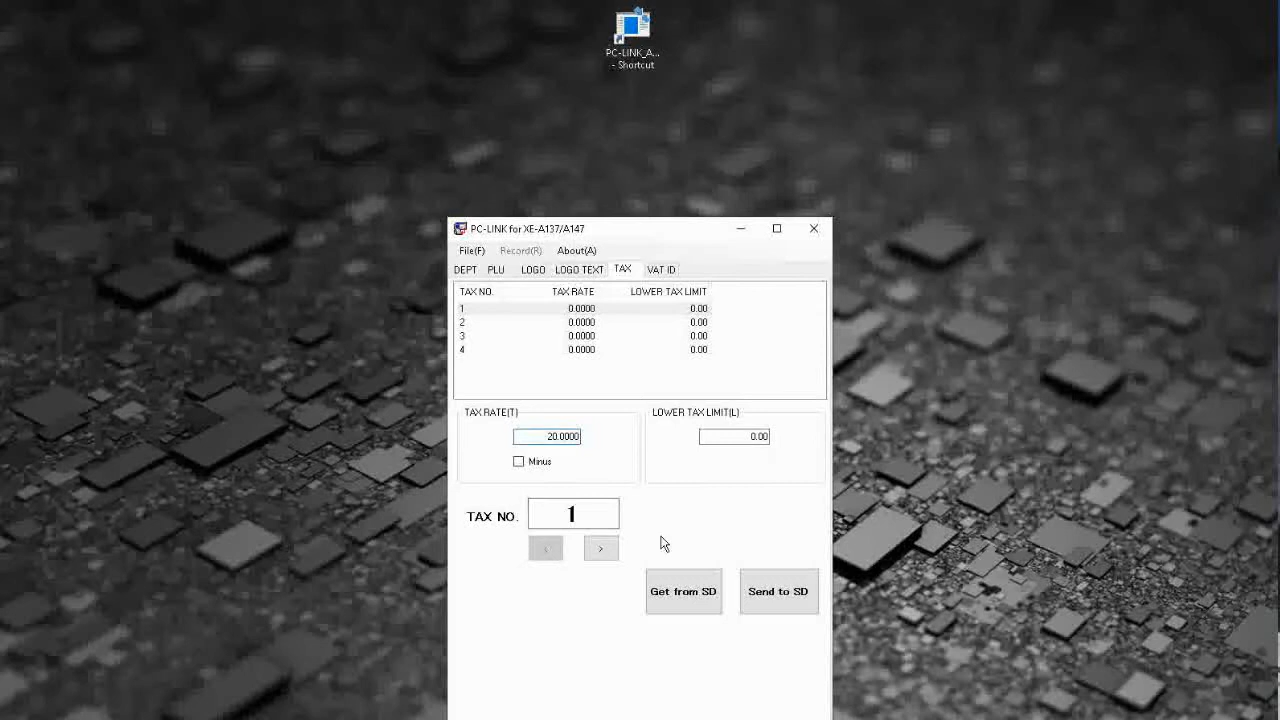 PC-LINK_A...
- Shortcut
PC-LINK for XE-A137/A147
File(F) Record(R) About(A)
DEPT PLU LOGO LOGO TEXT TAX VAT ID
TAX NO. TAX RATE LOWER TAX LIMIT
1 0.0000 0.00
2 0.0000 0.00
3 0.0000 0.00
4 0.0000 0.00
TAX RATE(T) LOWER TAX LIMIT(L)
20.0000 0.00
Minus
TAX NO. 1
< >
Get from SD Send to SD